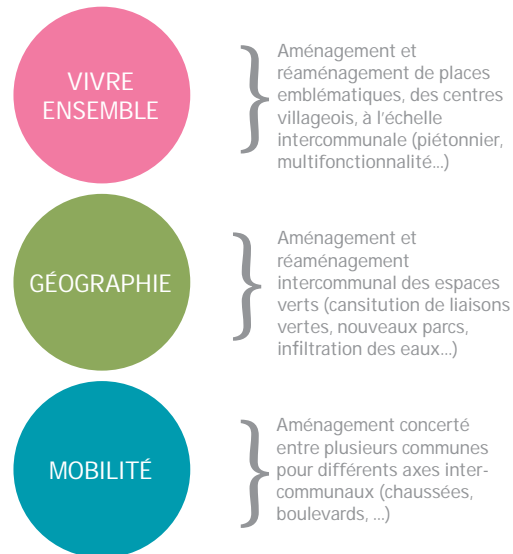 VIVRE
ENSEMBLE
Aménagement et
réaménagement de places
emblématiques, des centres
villageois, à l'échelle
intercommunale (piétonnier,
multifonctionnalité...)
GÉOGRAPHIE
Aménagement et
réaménagement
intercommunal des espaces
verts (cansitution de liaisons
vertes, nouveaux parcs,
infiltration des eaux...)
MOBILITÉ
Aménagement concerté
entre plusieurs communes
pour différents axes inter-
communaux (chaussées,
boulevards, ...)